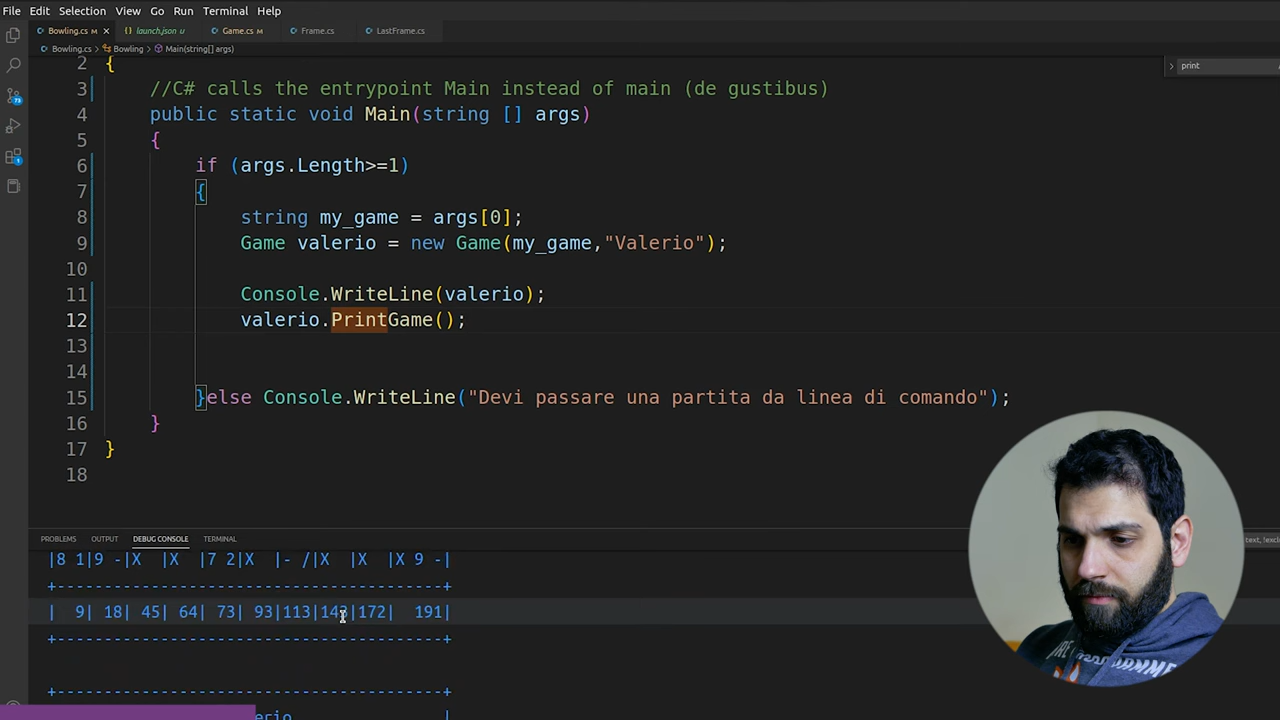 File Edit Selection View Go Run Terminal Help
Bowling.cs M × launch.json U Game.cs M Frame.cs LastFrame.cs
Bowling.cs > Bowling > Main(string[] args)
print
2 {
3 //C# calls the entrypoint Main instead of main (de gustibus)
4 public static void Main(string [] args)
5 {
6 if (args.Length>=1)
7 {
8 string my_game = args[0];
9 Game valerio = new Game(my_game,"Valerio");
10
11 Console.WriteLine(valerio);
12 valerio.PrintGame();
13
14
15 }else Console.WriteLine("Devi passare una partita da linea di comando");
16 }
17 }
18
PROBLEMS OUTPUT DEBUG CONSOLE TERMINAL
|8 1|9 -|X |X |7 2|X |- /|X |X |X 9 -|
+------------------------------------------+
| 9| 18| 45| 64| 73| 93|113| |172| 191|
+------------------------------------------+
+------------------------------------------+